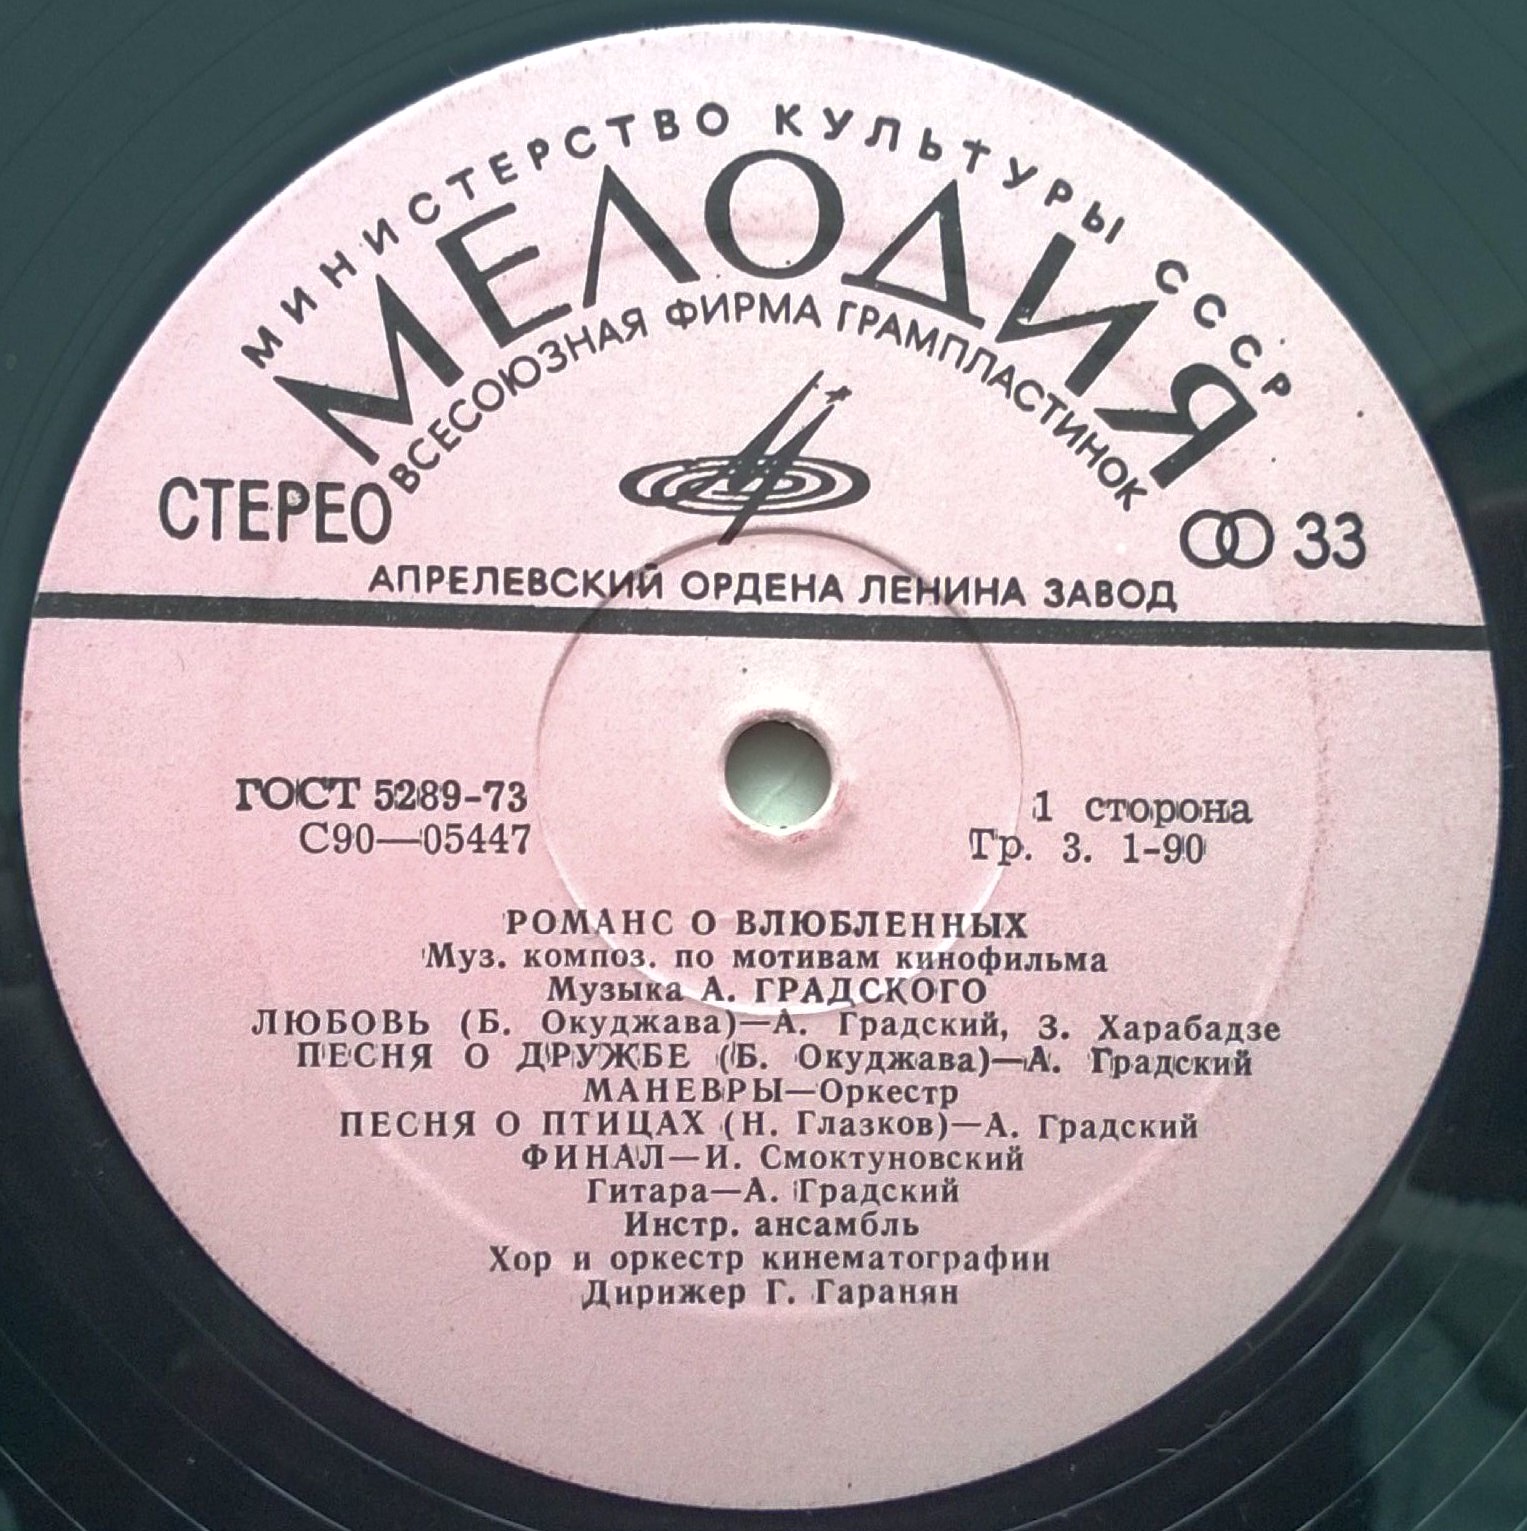 МИНИСТЕРСТВО КУЛЬТУРЫ СССР
МЕЛОДИЯ
ВСЕСОЮЗНАЯ ФИРМА ГРАМПЛАСТИНОК
СТЕРЕО
33
АПРЕЛЕВСКИЙ ОРДЕНА ЛЕНИНА ЗАВОД
ГОСТ 5289-73
С90—05447
1 сторона
Гр. 3. 1-90
РОМАНС О ВЛЮБЛЕННЫХ
Муз. композ. по мотивам кинофильма
Музыка А. ГРАДСКОГО
ЛЮБОВЬ (Б. Окуджава)—А. Градский, З. Харабадзе
ПЕСНЯ О ДРУЖБЕ (Б. Окуджава)—А. Градский
МАНЕВРЫ—Оркестр
ПЕСНЯ О ПТИЦАХ (Н. Глазков)—А. Градский
ФИНАЛ—И. Смоктуновский
Гитара—А. Градский
Инстр. ансамбль
Хор и оркестр кинематографии
Дирижер Г. Гаранян